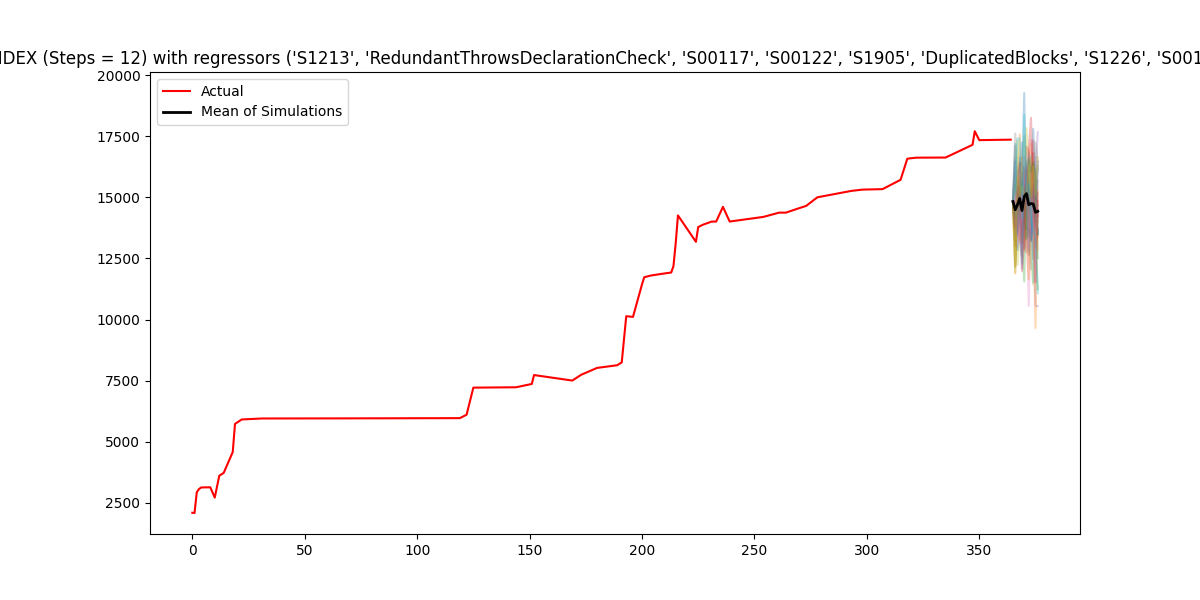 NDEX (Steps = 12) with regressors ('S1213', 'RedundantThrowsDeclarationCheck', 'S00117', 'S00122', 'S1905', 'DuplicatedBlocks', 'S1226', 'S001
Actual
Mean of Simulations
20000
17500
15000
12500
10000
7500
5000
2500
0 50 100 150 200 250 300 350